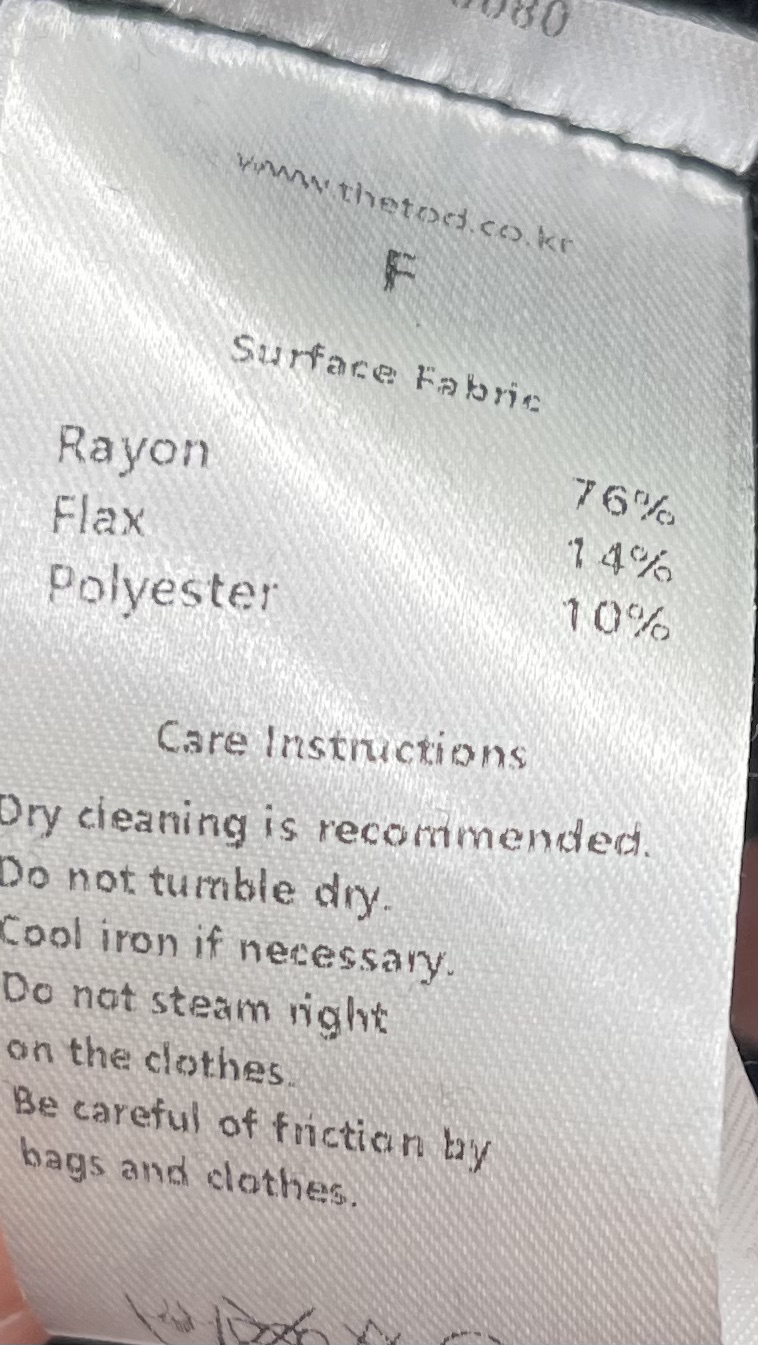 www.thetod.co.kr
F
Surface Fabric
Rayon 76%
Flax 14%
Polyester 10%
Care Instructions
Dry cleaning is recommended.
Do not tumble dry.
Cool iron if necessary.
Do not steam right
on the clothes.
Be careful of friction by
bags and clothes.